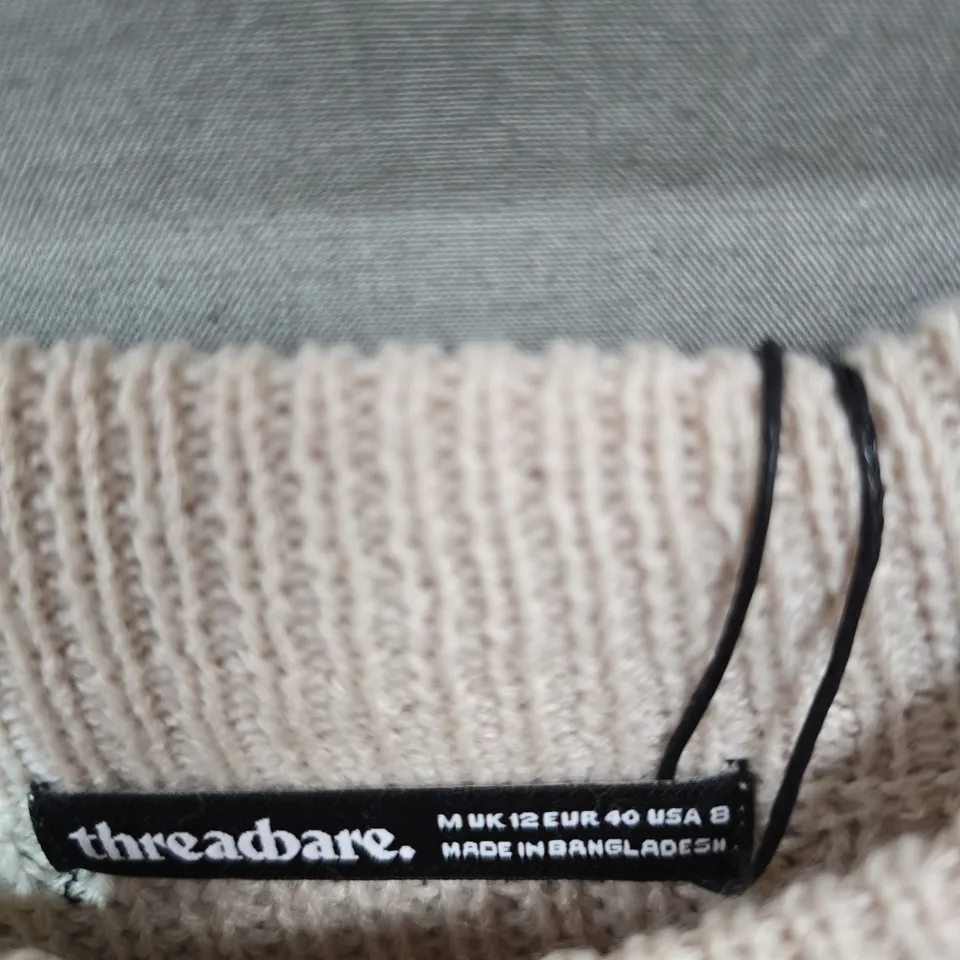 threadbare.
M UK 12 EUR 40 USA 8
MADE IN BANGLADESH